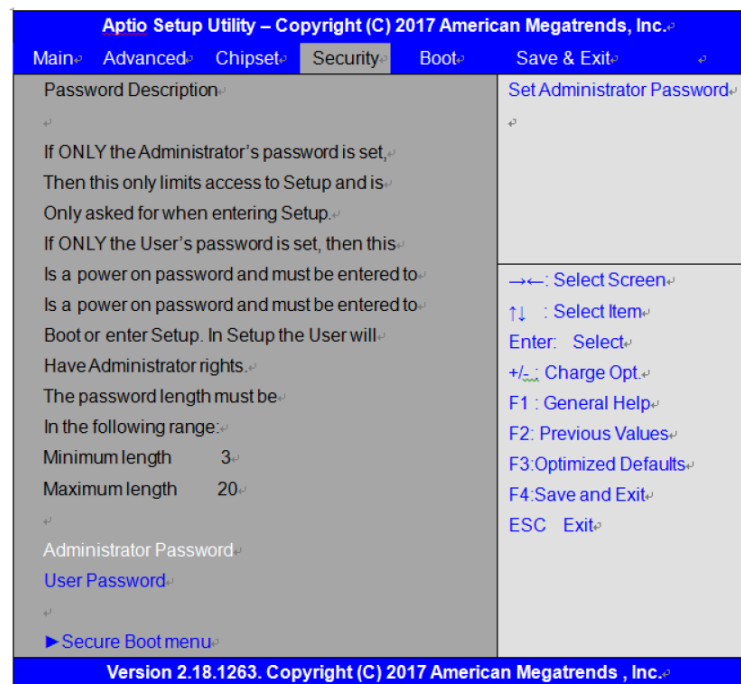 Aptio Setup Utility – Copyright (C) 2017 American Megatrends, Inc.
Main Advanced Chipset Security Boot Save & Exit
Password Description
If ONLY the Administrator's password is set,
Then this only limits access to Setup and is
Only asked for when entering Setup.
If ONLY the User's password is set, then this
Is a power on password and must be entered to
Is a power on password and must be entered to
Boot or enter Setup. In Setup the User will
Have Administrator rights.
The password length must be
In the following range:
Minimum length 3
Maximum length 20
Administrator Password
User Password
►Secure Boot menu
Set Administrator Password
→←: Select Screen
↑↓ : Select Item
Enter: Select
+/- : Charge Opt.
F1 : General Help
F2: Previous Values
F3:Optimized Defaults
F4:Save and Exit
ESC Exit
Version 2.18.1263. Copyright (C) 2017 American Megatrends , Inc.